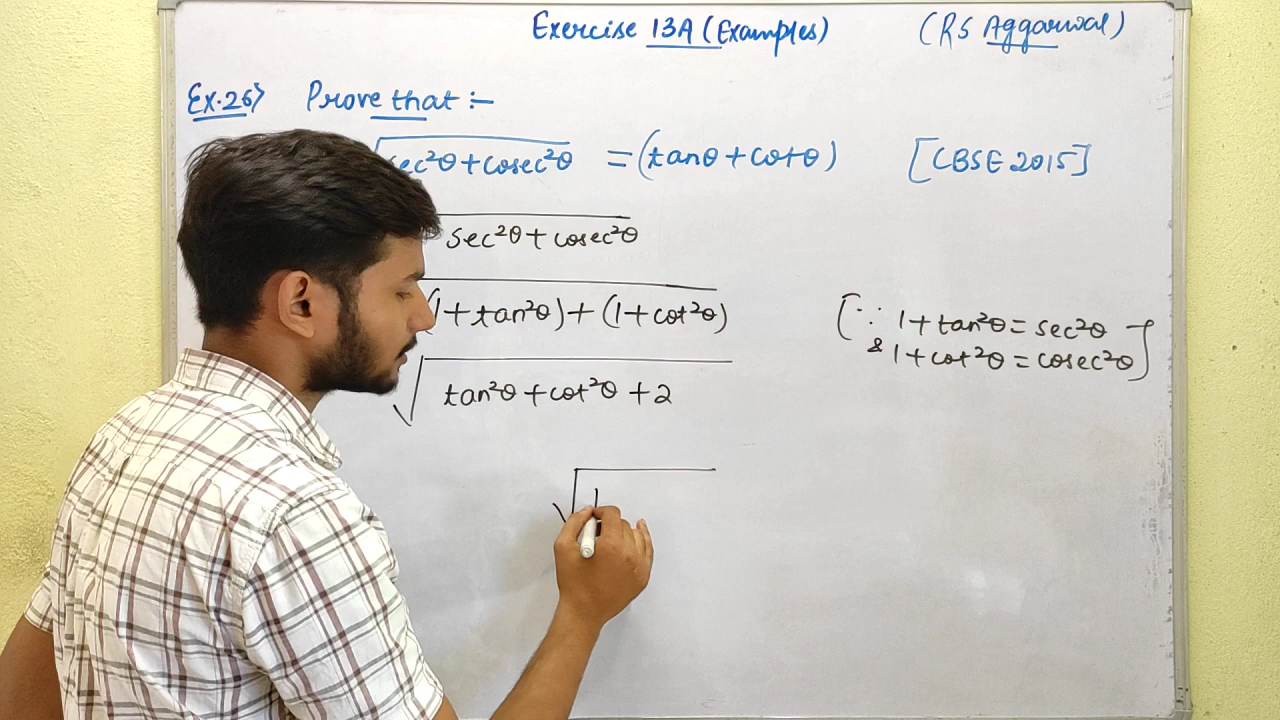 Exercise 13A (Examples) (RS Aggarwal)
Ex.26> Prove that :-
√sec²θ + cosec²θ = (tanθ + cotθ) [CBSE 2015]
sec²θ + cosec²θ
(1 + tan²θ) + (1 + cot²θ)
[∵ 1 + tan²θ = sec²θ
& 1 + cot²θ = cosec²θ]
√tan²θ + cot²θ + 2
√